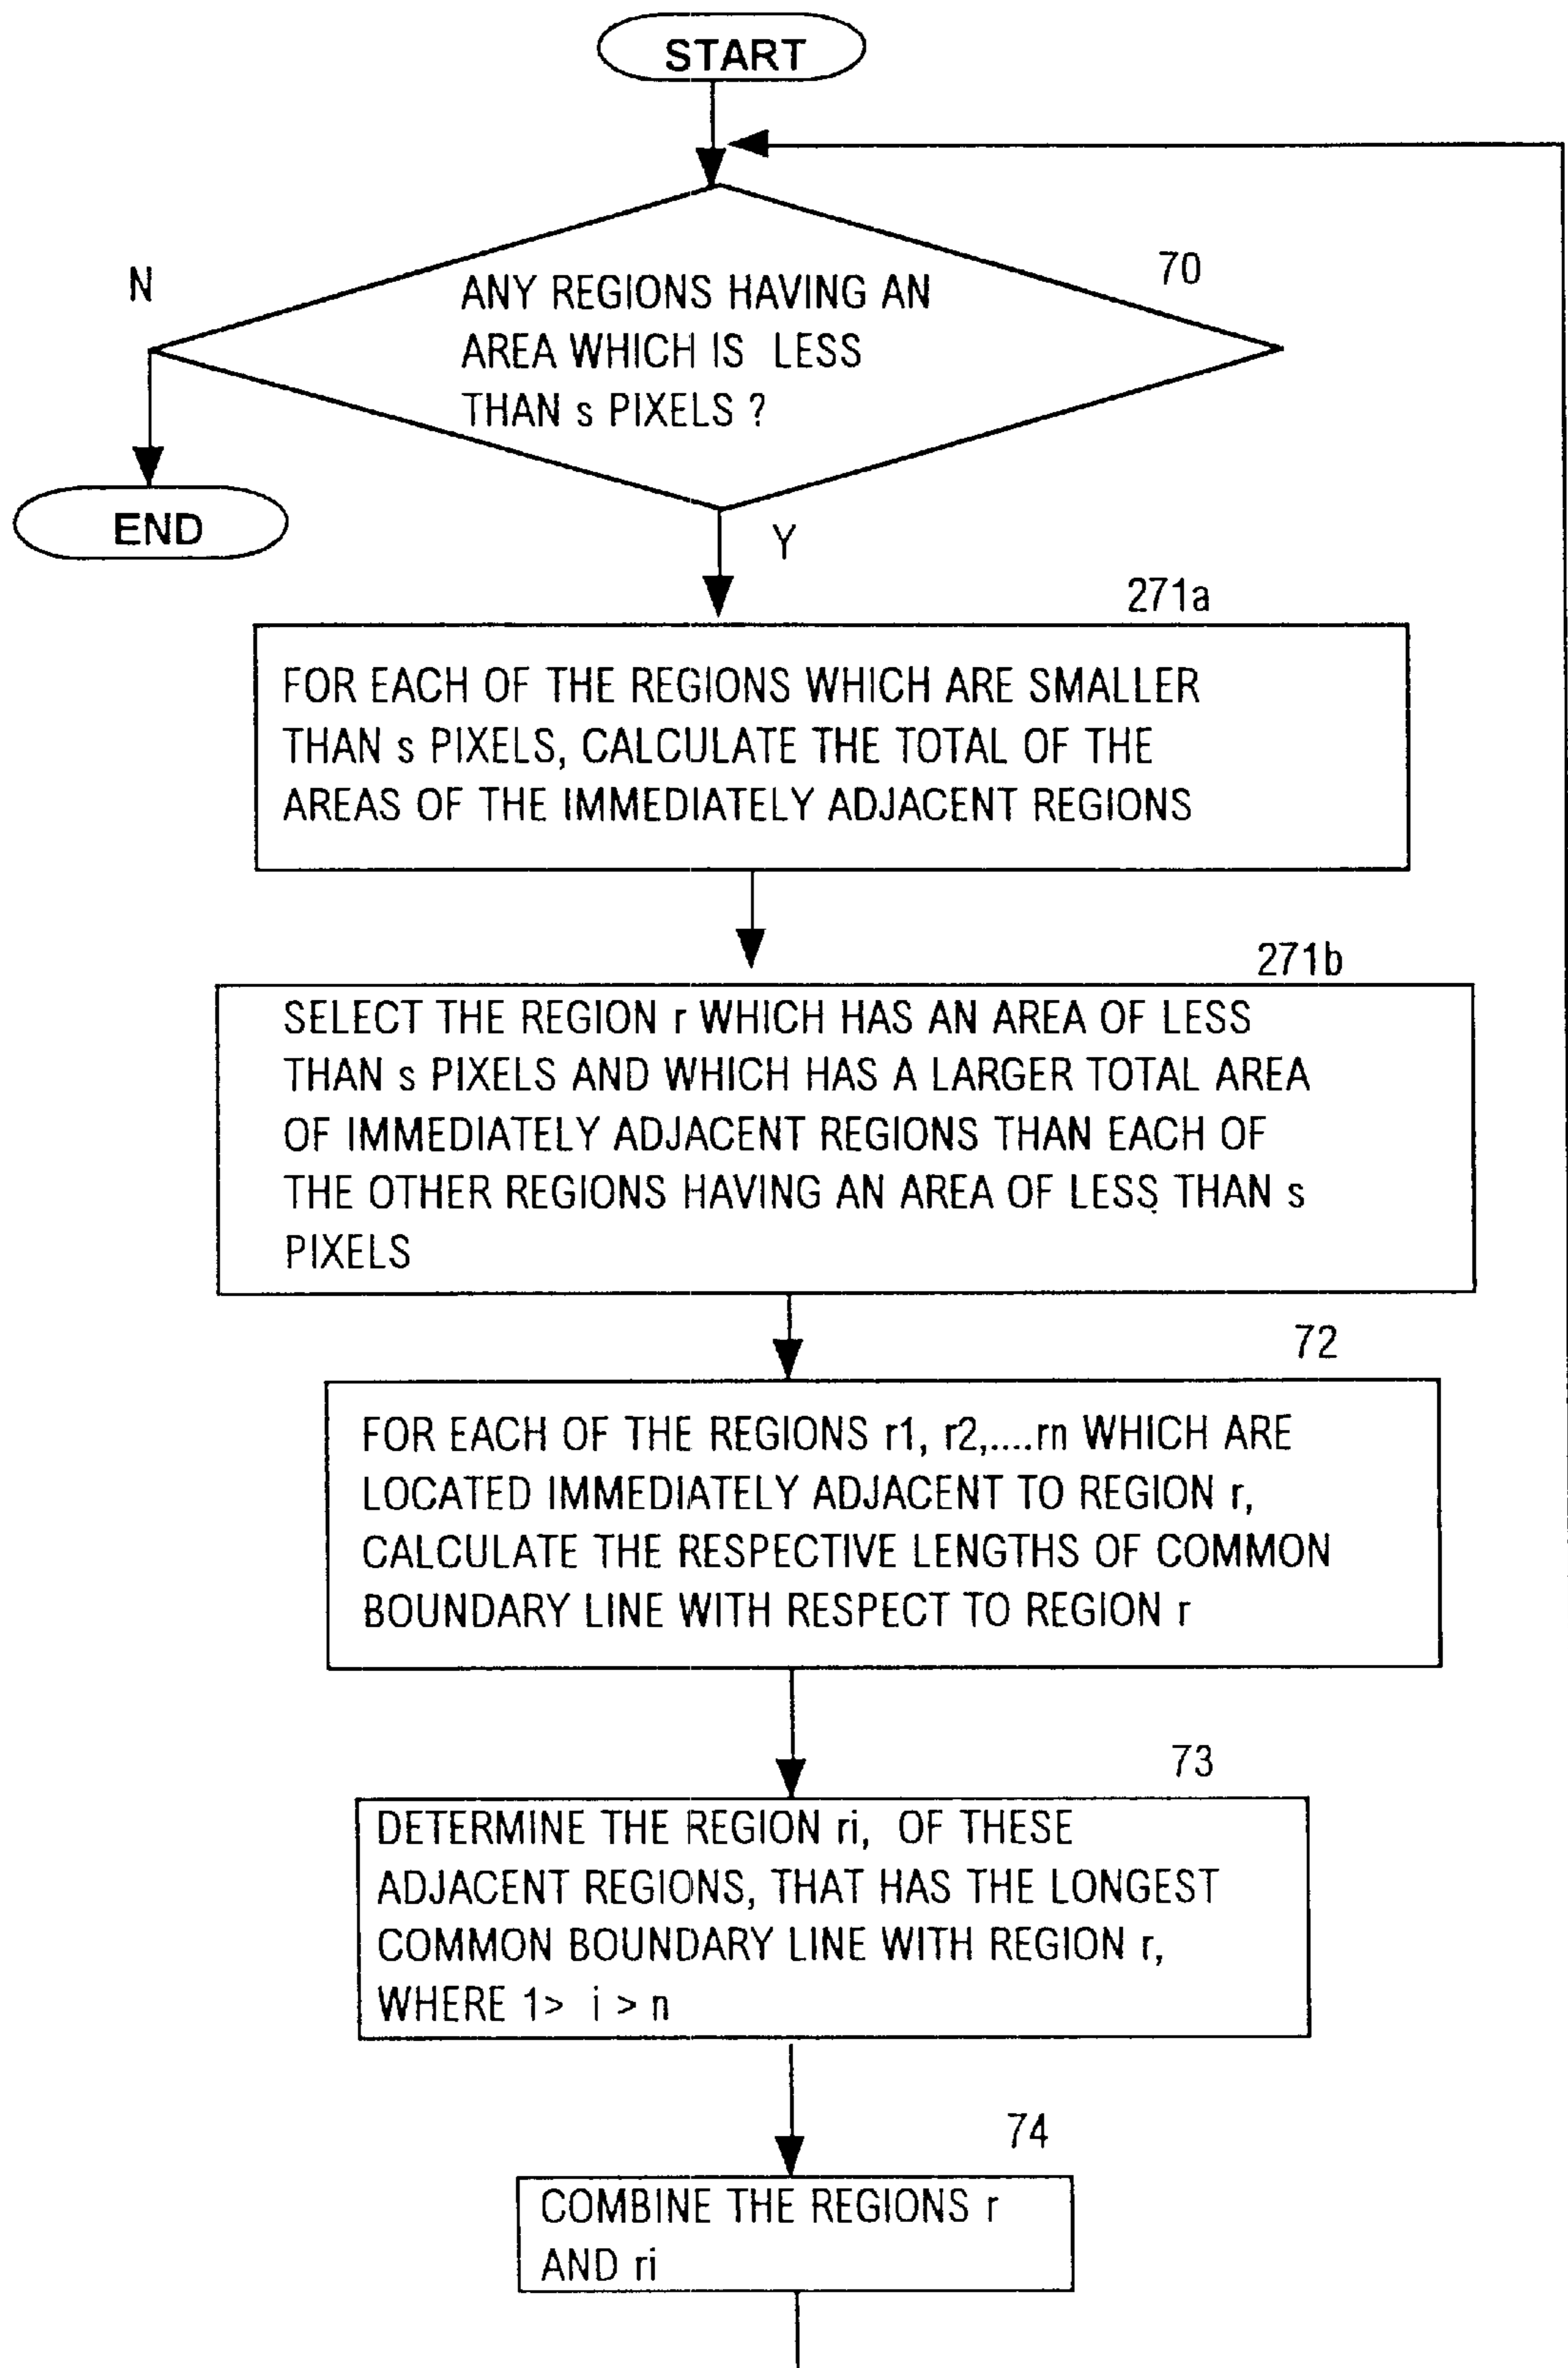 START
N
70
ANY REGIONS HAVING AN
AREA WHICH IS LESS
THAN s PIXELS ?
END
Y
271a
FOR EACH OF THE REGIONS WHICH ARE SMALLER
THAN s PIXELS, CALCULATE THE TOTAL OF THE
AREAS OF THE IMMEDIATELY ADJACENT REGIONS
271b
SELECT THE REGION r WHICH HAS AN AREA OF LESS
THAN s PIXELS AND WHICH HAS A LARGER TOTAL AREA
OF IMMEDIATELY ADJACENT REGIONS THAN EACH OF
THE OTHER REGIONS HAVING AN AREA OF LESS THAN s
PIXELS
72
FOR EACH OF THE REGIONS r1, r2,....rn WHICH ARE
LOCATED IMMEDIATELY ADJACENT TO REGION r,
CALCULATE THE RESPECTIVE LENGTHS OF COMMON
BOUNDARY LINE WITH RESPECT TO REGION r
73
DETERMINE THE REGION ri, OF THESE
ADJACENT REGIONS, THAT HAS THE LONGEST
COMMON BOUNDARY LINE WITH REGION r,
WHERE 1> i > n
74
COMBINE THE REGIONS r
AND ri